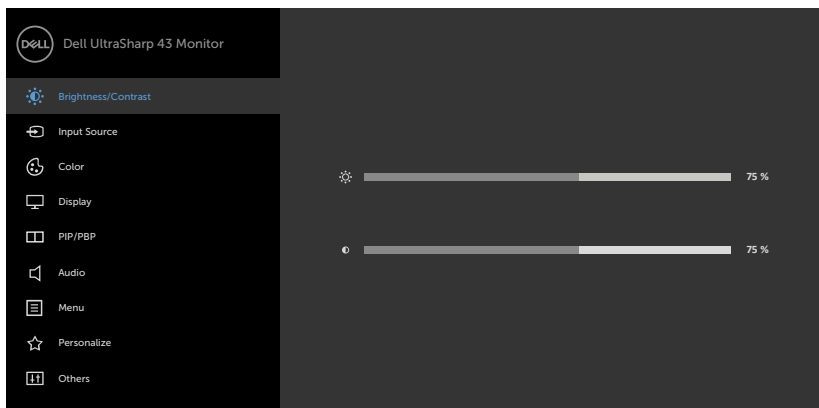 DELL Dell UltraSharp 43 Monitor
Brightness/Contrast
Input Source
Color
75 %
Display
PIP/PBP
75 %
Audio
Menu
Personalize
Others